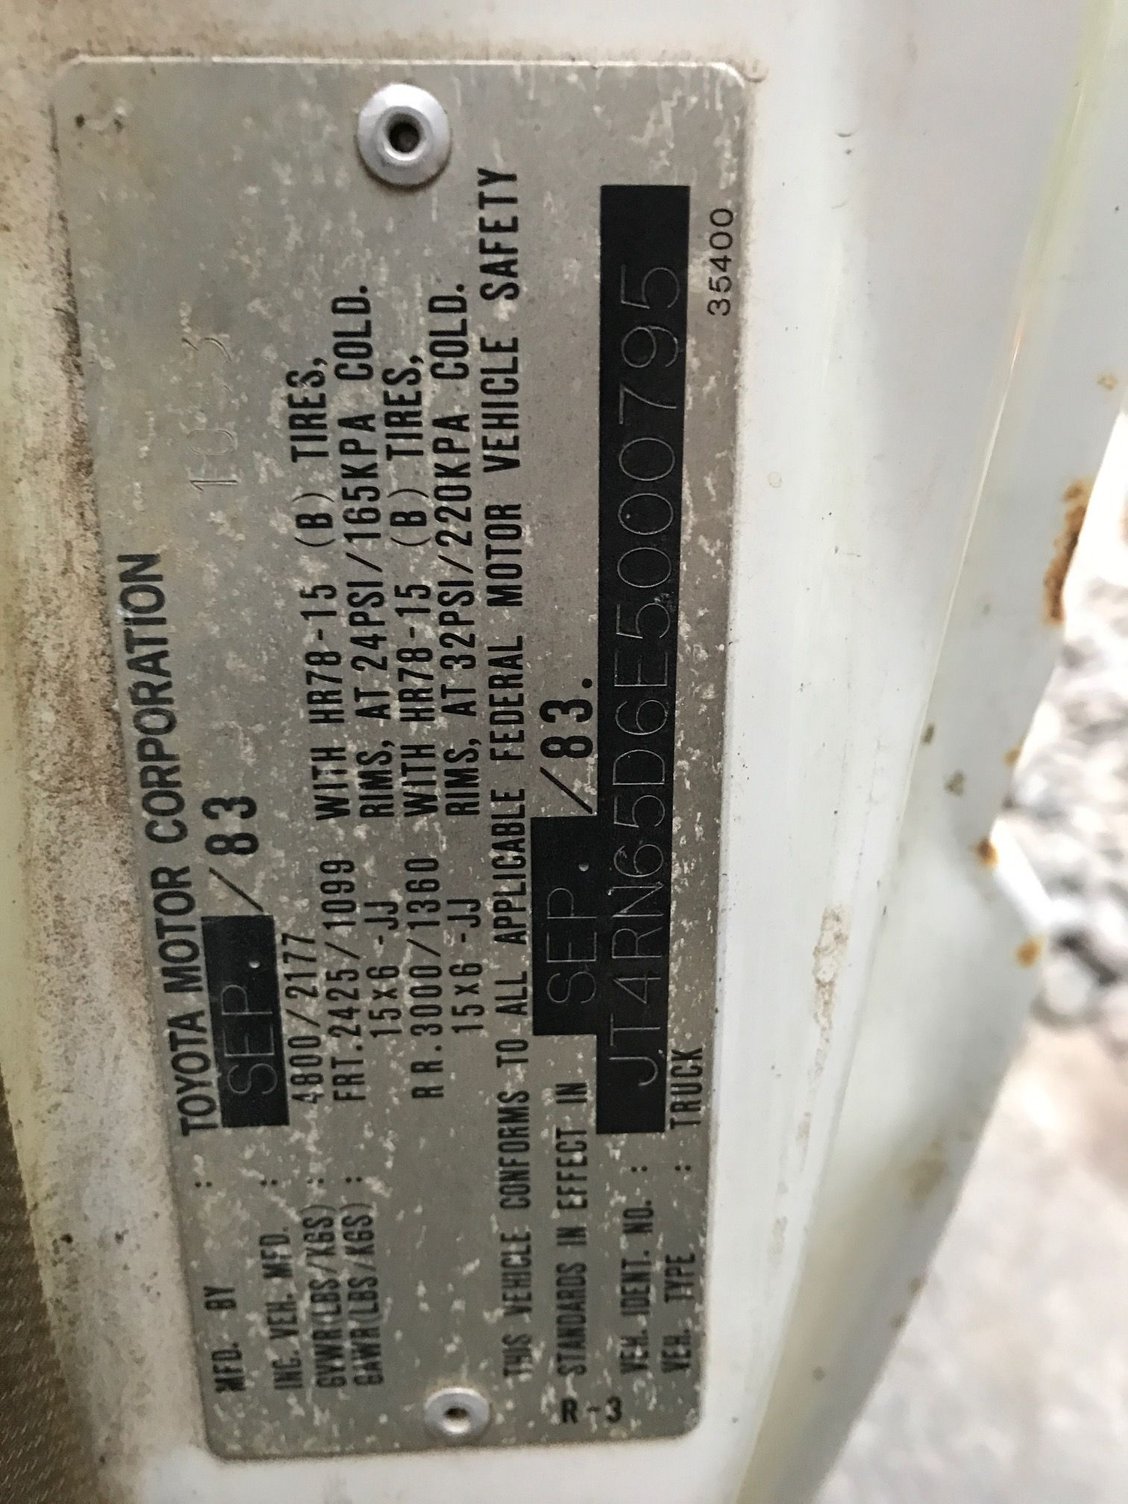 MFD. BY : TOYOTA MOTOR CORPORATION
INC. VEH. MFD. : SEP. /83
GVWR(LBS/KGS) : 4800/2177
GAWR(LBS/KGS) : FRT.2425/1099 WITH HR78-15 (B) TIRES,
15x6-JJ RIMS, AT 24PSI/165KPA COLD.
RR.3000/1360 WITH HR78-15 (B) TIRES,
15x6-JJ RIMS, AT 32PSI/220KPA COLD.
THIS VEHICLE CONFORMS TO ALL APPLICABLE FEDERAL MOTOR VEHICLE SAFETY
STANDARDS IN EFFECT IN SEP. /83.
VEH. IDENT. NO. : JT4RN65D6E5000795
VEH. TYPE : TRUCK
R-3
35400